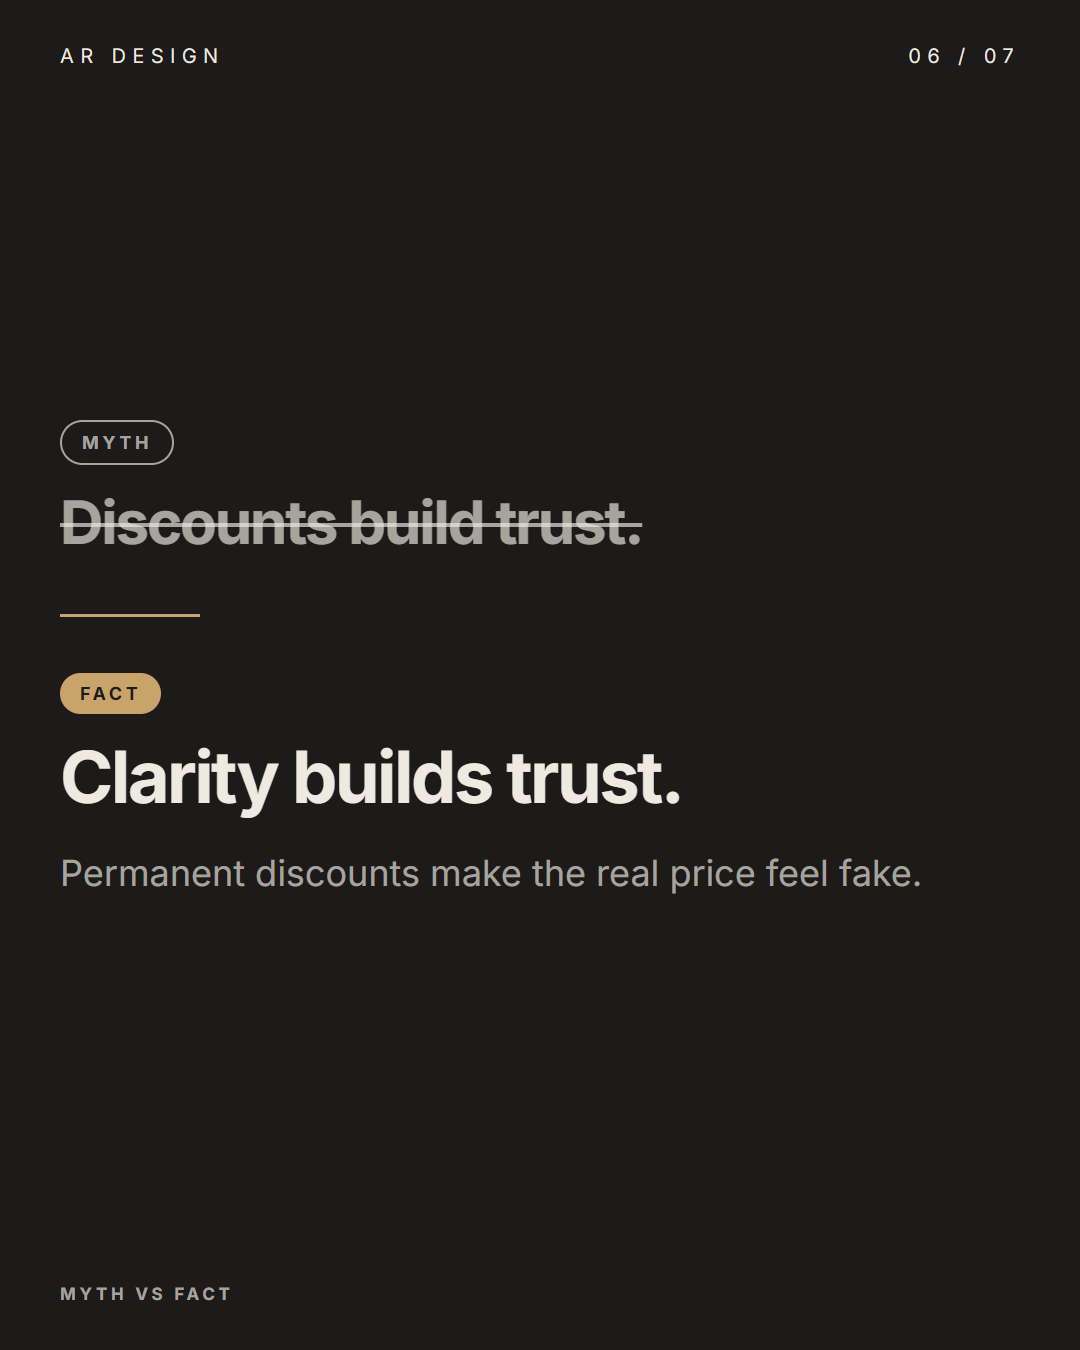 AR DESIGN
06 / 07
MYTH
Discounts build trust.
FACT
Clarity builds trust.
Permanent discounts make the real price feel fake.
MYTH VS FACT